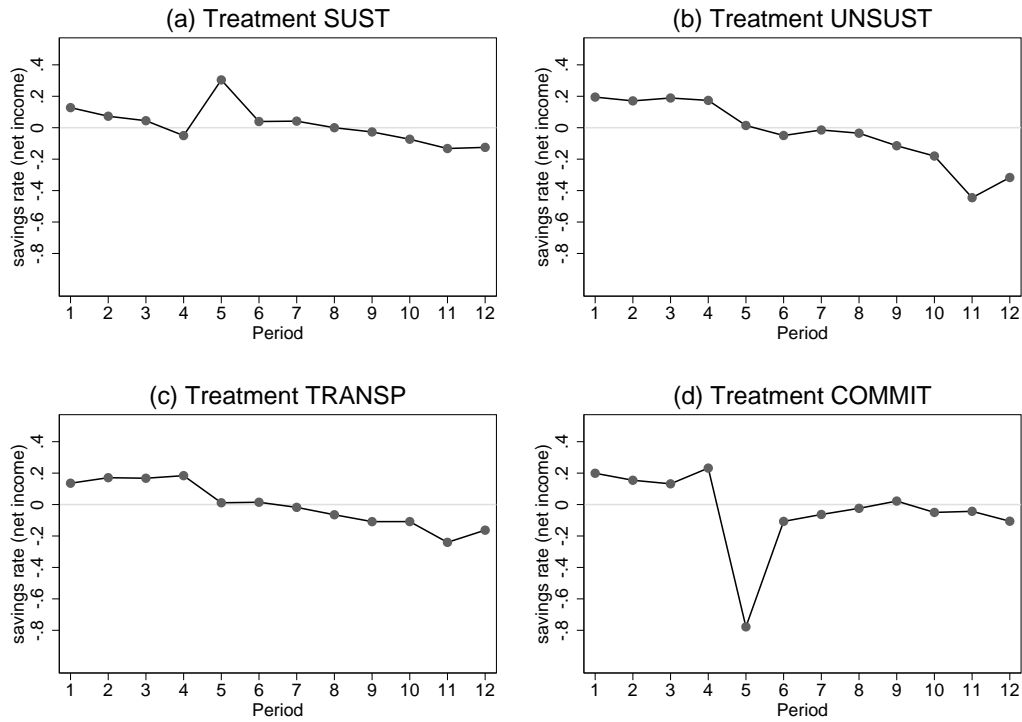 (a) Treatment SUST
savings rate (net income)
.4
.2
0
-.2
-.4
-.6
-.8
1 2 3 4 5 6 7 8 9 10 11 12
Period
(b) Treatment UNSUST
savings rate (net income)
.4
.2
0
-.2
-.4
-.6
-.8
1 2 3 4 5 6 7 8 9 10 11 12
Period
(c) Treatment TRANSP
savings rate (net income)
.4
.2
0
-.2
-.4
-.6
-.8
1 2 3 4 5 6 7 8 9 10 11 12
Period
(d) Treatment COMMIT
savings rate (net income)
.4
.2
0
-.2
-.4
-.6
-.8
1 2 3 4 5 6 7 8 9 10 11 12
Period